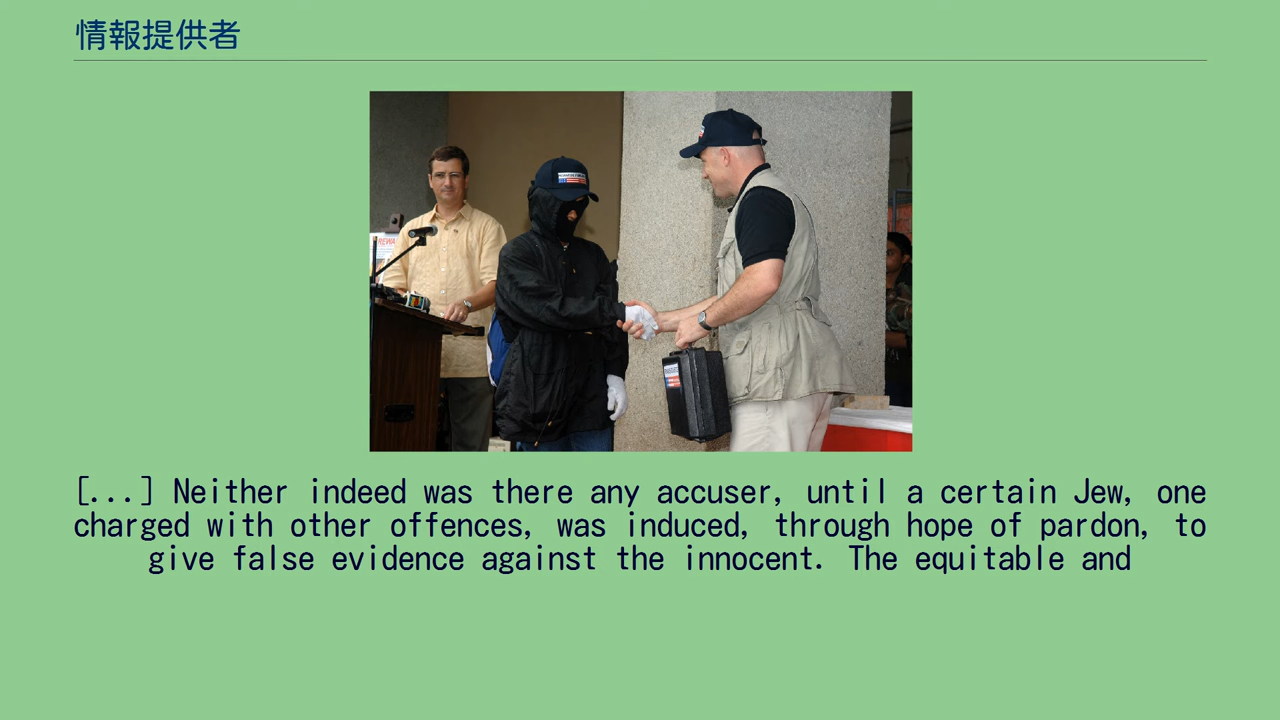 情報提供者
REWA
[...] Neither indeed was there any accuser, until a certain Jew, one
charged with other offences, was induced, through hope of pardon, to
give false evidence against the innocent. The equitable and